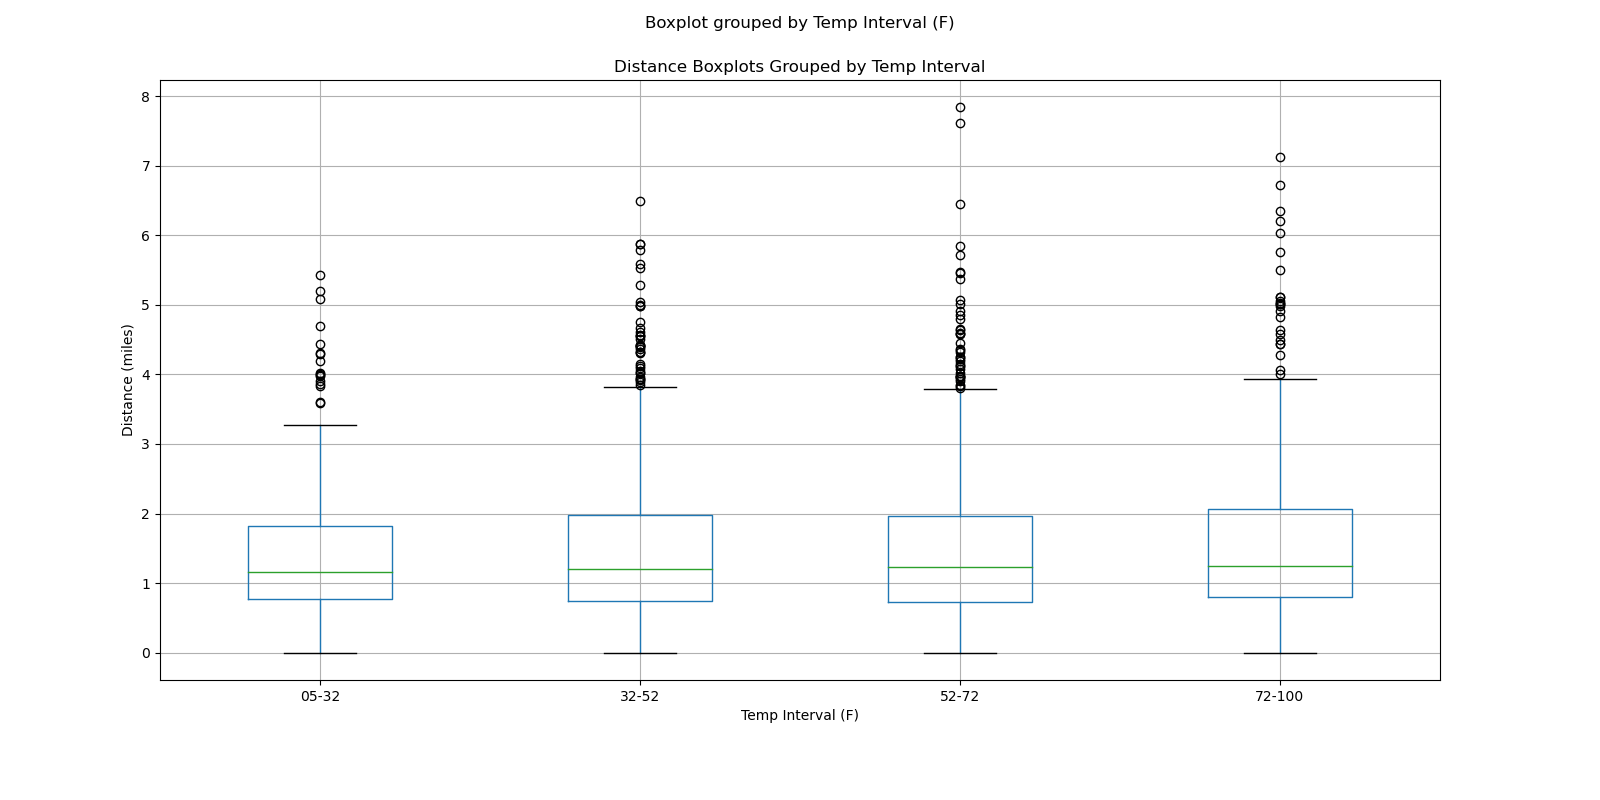 Boxplot grouped by Temp Interval (F)
Distance Boxplots Grouped by Temp Interval
8
7
6
5
4
3
2
1
0
Distance (miles)
05-32 32-52 52-72 72-100
Temp Interval (F)